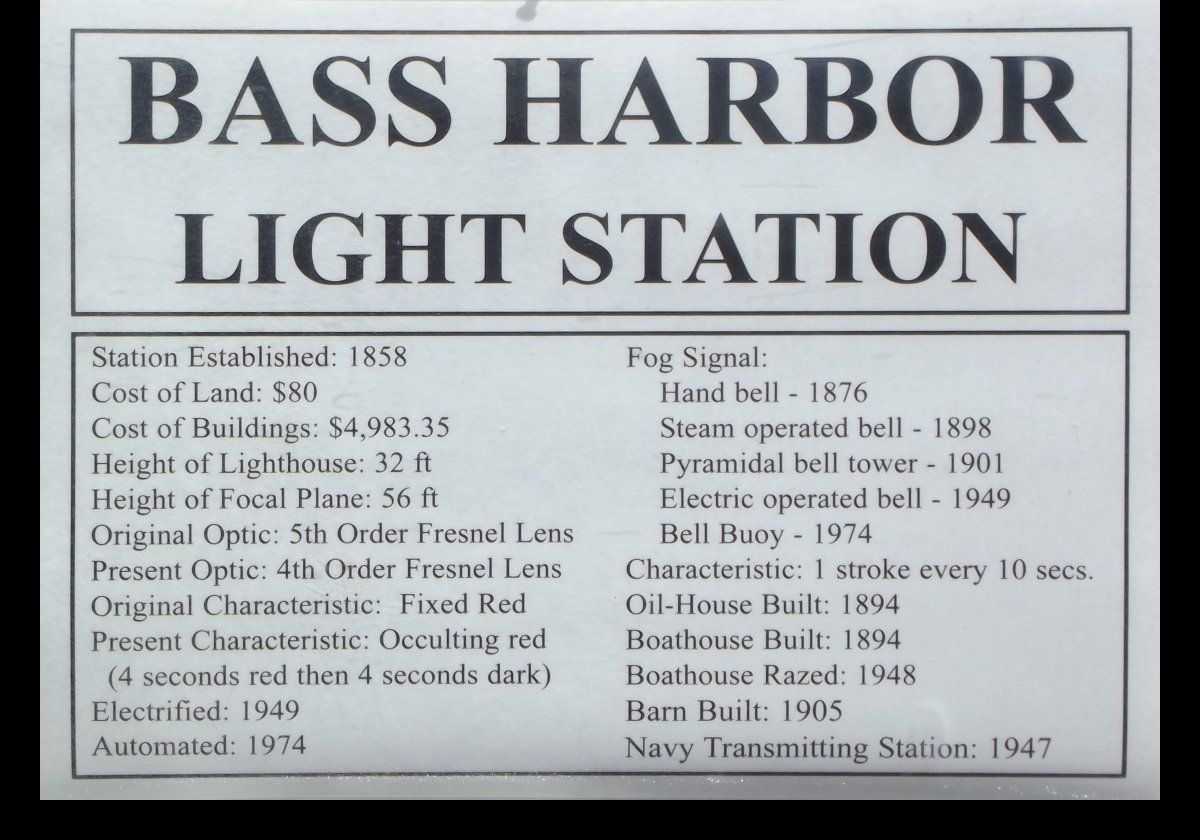 BASS HARBOR
LIGHT STATION
Station Established: 1858
Cost of Land: $80
Cost of Buildings: $4,983.35
Height of Lighthouse: 32 ft
Height of Focal Plane: 56 ft
Original Optic: 5th Order Fresnel Lens
Present Optic: 4th Order Fresnel Lens
Original Characteristic: Fixed Red
Present Characteristic: Occulting red
(4 seconds red then 4 seconds dark)
Electrified: 1949
Automated: 1974
Fog Signal:
Hand bell - 1876
Steam operated bell - 1898
Pyramidal bell tower - 1901
Electric operated bell - 1949
Bell Buoy - 1974
Characteristic: 1 stroke every 10 secs.
Oil-House Built: 1894
Boathouse Built: 1894
Boathouse Razed: 1948
Barn Built: 1905
Navy Transmitting Station: 1947